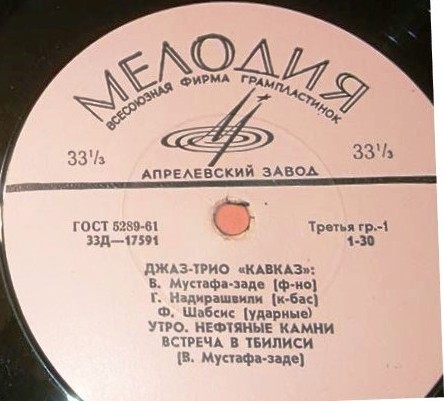 МЕЛОДИЯ
ВСЕСОЮЗНАЯ ФИРМА ГРАМПЛАСТИНОК
33⅓ 33⅓
АПРЕЛЕВСКИЙ ЗАВОД
ГОСТ 5289-61 Третья гр.-1
33Д—17591 1-30
ДЖАЗ-ТРИО «КАВКАЗ»:
В. Мустафа-заде (ф-но)
Г. Надирашвили (к-бас)
Ф. Шабсис (ударные)
УТРО. НЕФТЯНЫЕ КАМНИ
ВСТРЕЧА В ТБИЛИСИ
(В. Мустафа-заде)